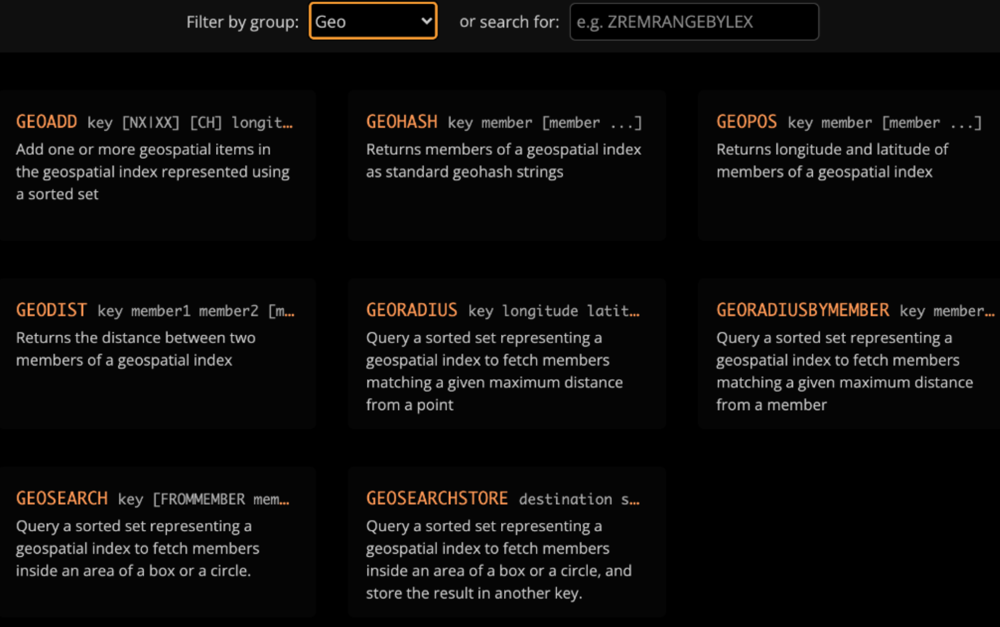 Filter by group: Geo or search for: e.g. ZREMRANGEBYLEX
GEOADD key [NX|XX] [CH] longit...
Add one or more geospatial items in
the geospatial index represented using
a sorted set
GEOHASH key member [member ...]
Returns members of a geospatial index
as standard geohash strings
GEOPOS key member [member ...]
Returns longitude and latitude of
members of a geospatial index
GEODIST key member1 member2 [m...
Returns the distance between two
members of a geospatial index
GEORADIUS key longitude latit...
Query a sorted set representing a
geospatial index to fetch members
matching a given maximum distance
from a point
GEORADIUSBYMEMBER key member...
Query a sorted set representing a
geospatial index to fetch members
matching a given maximum distance
from a member
GEOSEARCH key [FROMMEMBER mem...
Query a sorted set representing a
geospatial index to fetch members
inside an area of a box or a circle.
GEOSEARCHSTORE destination s...
Query a sorted set representing a
geospatial index to fetch members
inside an area of a box or a circle, and
store the result in another key.